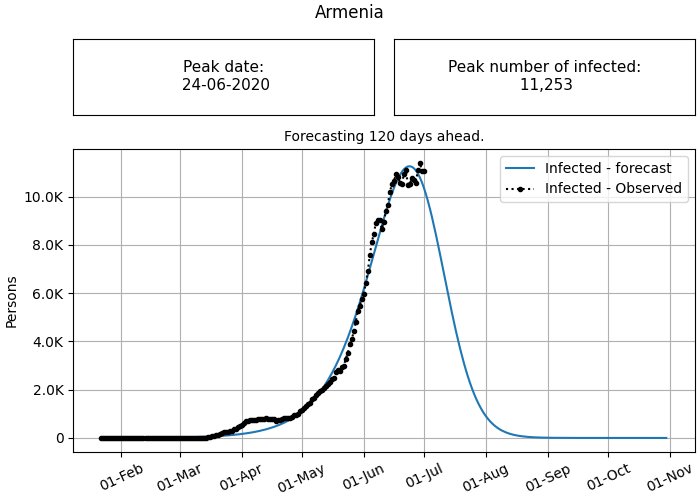 Armenia
Peak date:
24-06-2020
Peak number of infected:
11,253
Forecasting 120 days ahead.
Infected - forecast
Infected - Observed
Persons
10.0K
8.0K
6.0K
4.0K
2.0K
0
01-Feb
01-Mar
01-Apr
01-May
01-Jun
01-Jul
01-Aug
01-Sep
01-Oct
01-Nov